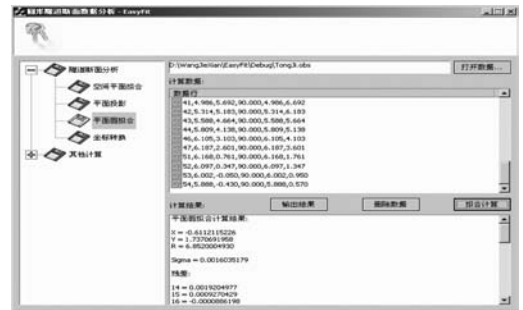 隧道断面数据分析 - EasyFit
隧道断面分析
空间平面拟合
平面投影
平面圆拟合
坐标转换
其他计算
D:\WangJieXian\EasyFit\Debug\TongJi.obs
打开数据...
计算数据:
数据行
41,4.986,5.692,90.000,4.986,6.692
42,5.314,5.183,90.000,5.314,6.183
43,5.588,4.664,90.000,5.588,5.664
44,5.809,4.138,90.000,5.809,5.138
46,6.105,3.103,90.000,6.105,4.103
47,6.187,2.601,90.000,6.187,3.601
51,6.168,0.761,90.000,6.168,1.761
52,6.097,0.347,90.000,6.097,1.347
53,6.002,-0.050,90.000,6.002,0.950
54,5.888,-0.430,90.000,5.888,0.570
计算结果:
输出结果
删除数据
拟合计算
平面圆拟合计算结果:
X = -0.6112115226
Y = 1.7370691958
R = 6.8520004930
Sigma = 0.0016035179
残差:
14 = 0.0019204977
15 = 0.0009270429
16 = -0.0000886198